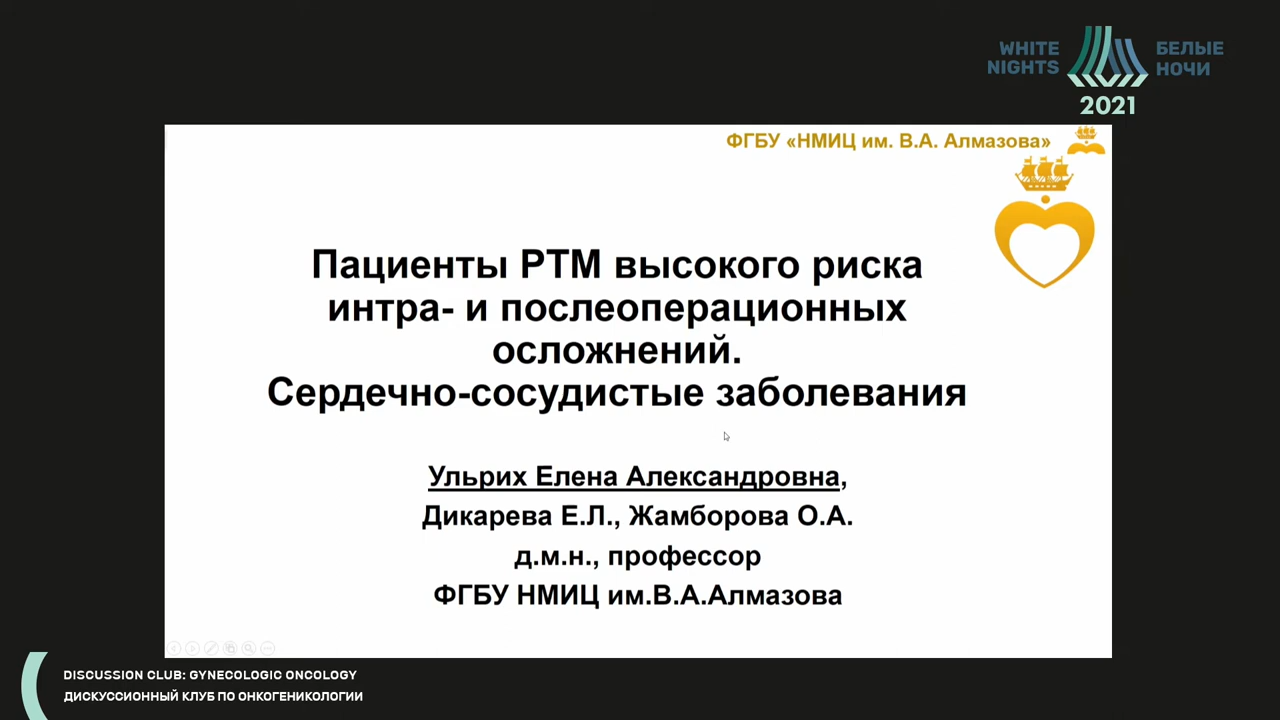 WHITE NIGHTS
БЕЛЫЕ НОЧИ
2021
ФГБУ «НМИЦ им. В.А. Алмазова»
Пациенты РТМ высокого риска
интра- и послеоперационных
осложнений.
Сердечно-сосудистые заболевания
Ульрих Елена Александровна,
Дикарева Е.Л., Жамборова О.А.
д.м.н., профессор
ФГБУ НМИЦ им.В.А.Алмазова
DISCUSSION CLUB: GYNECOLOGIC ONCOLOGY
ДИСКУССИОННЫЙ КЛУБ ПО ОНКОГЕНИКОЛОГИИ